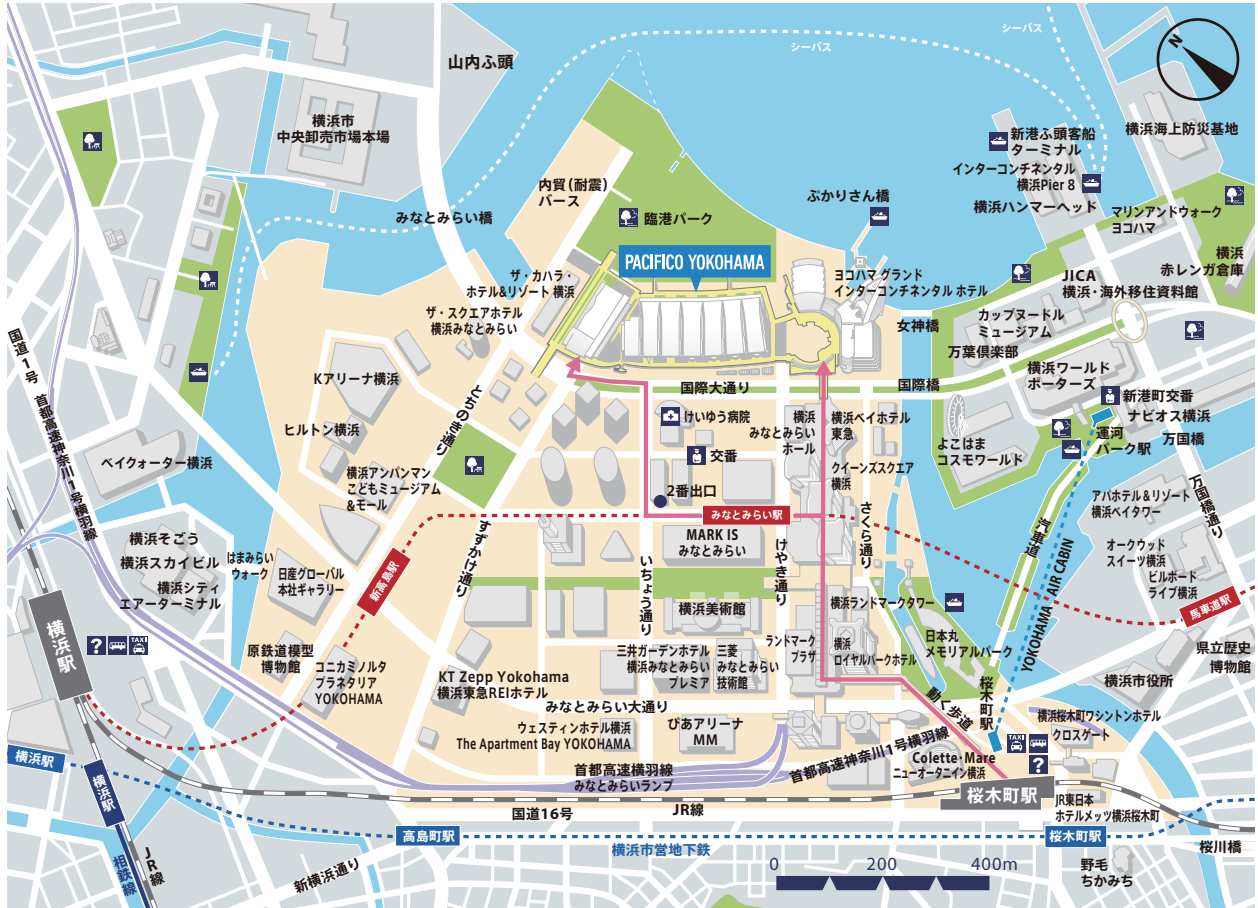 シーバス
シーバス
N
山内ふ頭
横浜市
中央卸売市場本場
新港ふ頭客船
ターミナル
横浜海上防災基地
インターコンチネンタル
横浜Pier 8
横浜ハンマーヘッド
内貿(耐震)
バース
みなとみらい橋
臨港パーク
ぷかりさん橋
マリンアンドウォーク
ヨコハマ
横浜
赤レンガ倉庫
PACIFICO YOKOHAMA
ザ・カハラ・
ホテル&リゾート 横浜
ヨコハマ グランド
インターコンチネンタル ホテル
JICA
横浜・海外移住資料館
ザ・スクエアホテル
横浜みなとみらい
女神橋
カップヌードル
ミュージアム
万葉倶楽部
国道1号
首都高速神奈川1号横羽線
Kアリーナ横浜
とちのき通り
国際大通り
国際橋
横浜ワールド
ポーターズ
新港町交番
ナビオス横浜
運河
パーク駅
万国橋
けいゆう病院
横浜
みなとみらい
ホール
横浜ベイホテル
東急
よこはま
コスモワールド
ヒルトン横浜
ベイクォーター横浜
横浜アンパンマン
こどもミュージアム
&モール
交番
2番出口
クイーンズスクエア
横浜
万国橋通り
アパホテル&リゾート
横浜ベイタワー
みなとみらい駅
さくら通り
汽車道
すずかけ通り
MARK IS
みなとみらい
けやき通り
いちょう通り
オークウッド
スイーツ横浜
ビルボード
ライブ横浜
横浜そごう
横浜スカイビル
横浜シティ
エアーターミナル
はまみらい
ウォーク
日産グローバル
本社ギャラリー
新高島駅
YOKOHAMA AIR CABIN
馬車道駅
横浜美術館
横浜ランドマークタワー
日本丸
メモリアルパーク
横浜駅
?
TAXI
原鉄道模型
博物館
コニカミノルタ
プラネタリア
YOKOHAMA
三井ガーデンホテル
横浜みなとみらい
プレミア
三菱
みなとみらい
技術館
ランドマーク
プラザ
横浜
ロイヤルパークホテル
県立歴史
博物館
横浜市役所
KT Zepp Yokohama
横浜東急REIホテル
みなとみらい大通り
動く歩道
桜木町駅
横浜桜木町ワシントンホテル
クロスゲート
ウェスティンホテル横浜
The Apartment Bay YOKOHAMA
ぴあアリーナ
MM
TAXI
?
首都高速神奈川1号横羽線
Colette・Mare
ニューオータニイン横浜
首都高速横羽線
みなとみらいランプ
横浜駅
横浜駅
桜木町駅
国道16号
JR線
JR東日本
ホテルメッツ横浜桜木町
高島町駅
横浜市営地下鉄
桜木町駅
桜川橋
相鉄線
JR線
新横浜通り
0 200 400m
野毛
ちかみち